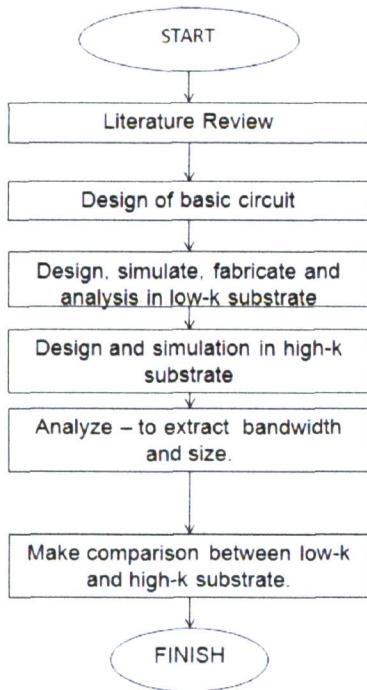 START
Literature Review
Design of basic circuit
Design, simulate, fabricate and
analysis in low-k substrate
Design and simulation in high-k
substrate
Analyze – to extract bandwidth
and size.
Make comparison between low-k
and high-k substrate.
FINISH